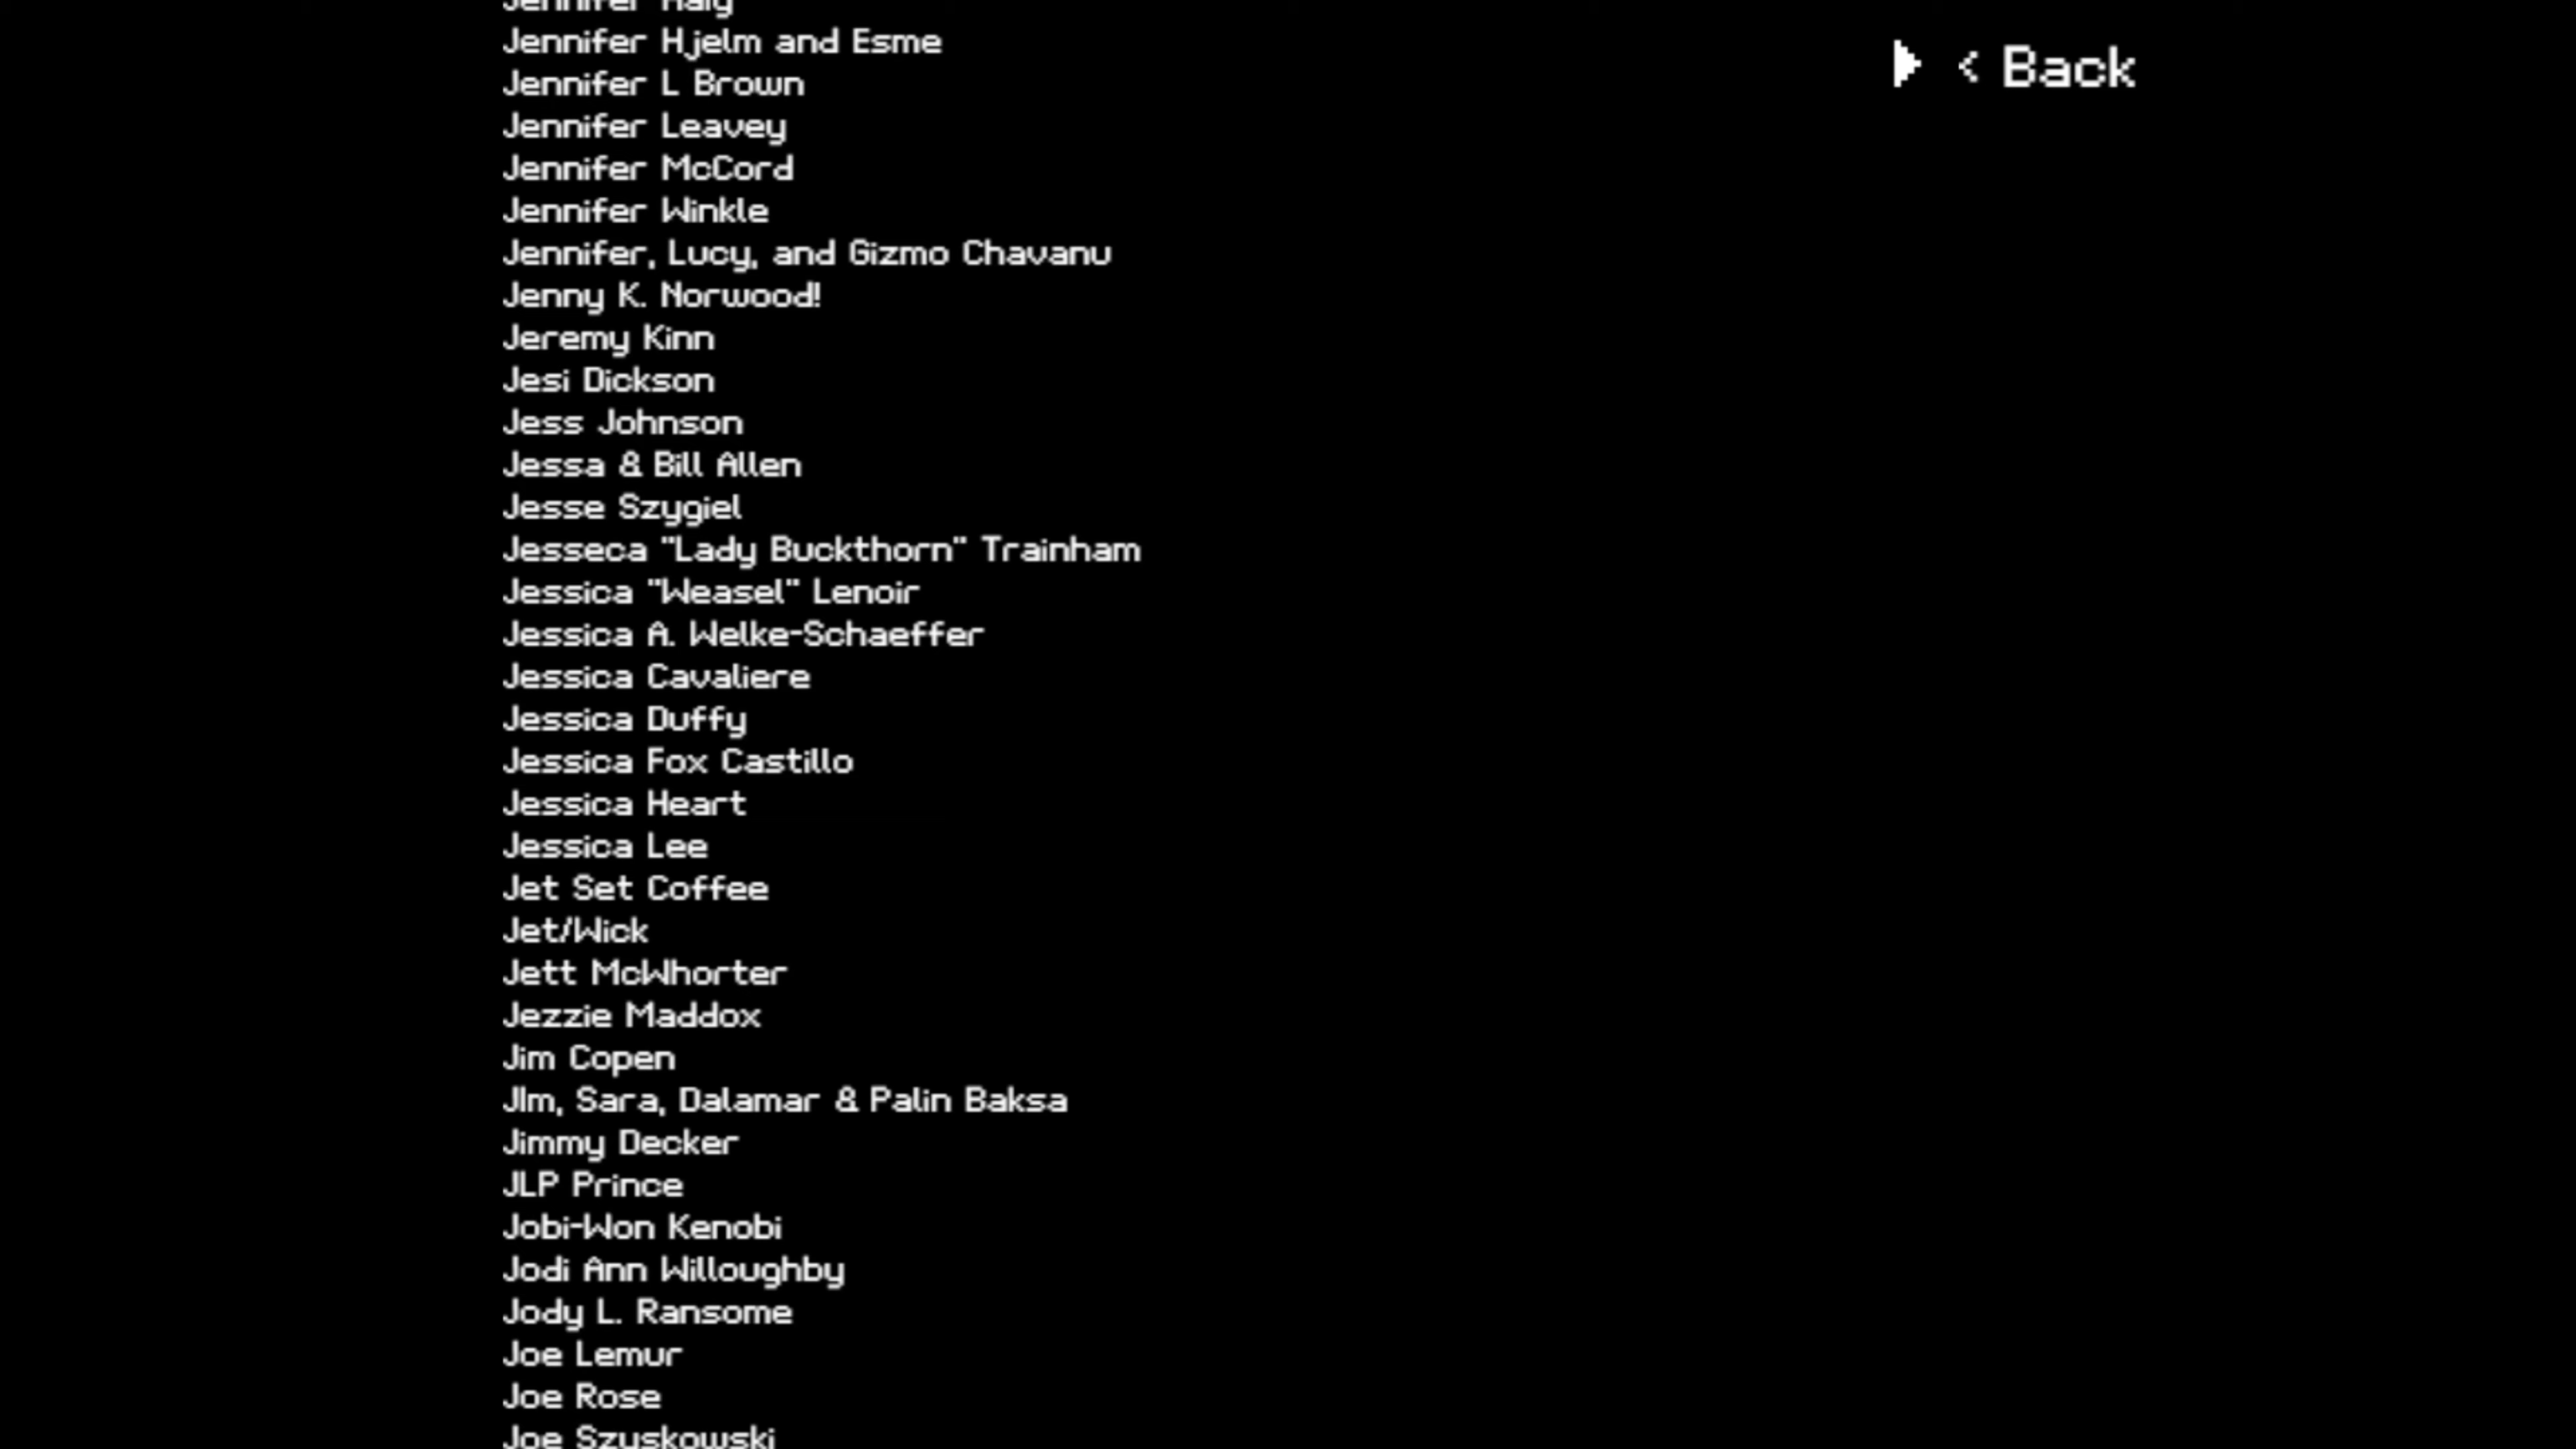 Jennifer Haig
Jennifer Hjelm and Esme
< Back
Jennifer L Brown
Jennifer Leavey
Jennifer McCord
Jennifer Winkle
Jennifer, Lucy, and Gizmo Chavanu
Jenny K. Norwood!
Jeremy Kinn
Jesi Dickson
Jess Johnson
Jessa & Bill Allen
Jesse Szygiel
Jesseca "Lady Buckthorn" Trainham
Jessica "Weasel" Lenoir
Jessica A. Welke-Schaeffer
Jessica Cavaliere
Jessica Duffy
Jessica Fox Castillo
Jessica Heart
Jessica Lee
Jet Set Coffee
Jet/Wick
Jett McWhorter
Jezzie Maddox
Jim Copen
JIm, Sara, Dalamar & Palin Baksa
Jimmy Decker
JLP Prince
Jobi-Won Kenobi
Jodi Ann Willoughby
Jody L. Ransome
Joe Lemur
Joe Rose
Joe Szyskowski